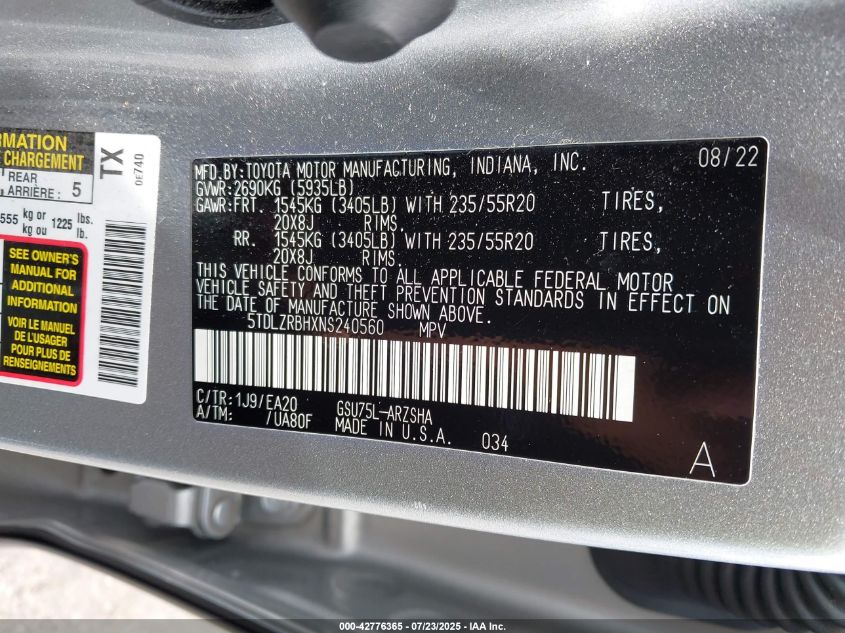 RMATION
CHARGEMENT
REAR
ARRIÈRE: 5
555 kg or 1225 lbs.
kg ou lb.
TX
0E740
SEE OWNER'S
MANUAL FOR
ADDITIONAL
INFORMATION
VOIR LE MANUEL
DE L'USAGER
POUR PLUS DE
RENSEIGNEMENTS
MFD.BY:TOYOTA MOTOR MANUFACTURING, INDIANA, INC. 08/22
GVWR:2690KG (5935LB)
GAWR:FRT. 1545KG (3405LB) WITH 235/55R20 TIRES,
20X8J RIMS.
RR. 1545KG (3405LB) WITH 235/55R20 TIRES,
20X8J RIMS.
THIS VEHICLE CONFORMS TO ALL APPLICABLE FEDERAL MOTOR
VEHICLE SAFETY AND THEFT PREVENTION STANDARDS IN EFFECT ON
THE DATE OF MANUFACTURE SHOWN ABOVE.
5TDLZRBHXNS240560 MPV
C/TR:1J9/EA20 GSU75L-ARZSHA
A/TM: /UA80F MADE IN U.S.A. 034
A
000-42776365 - 07/23/2025 - IAA Inc.